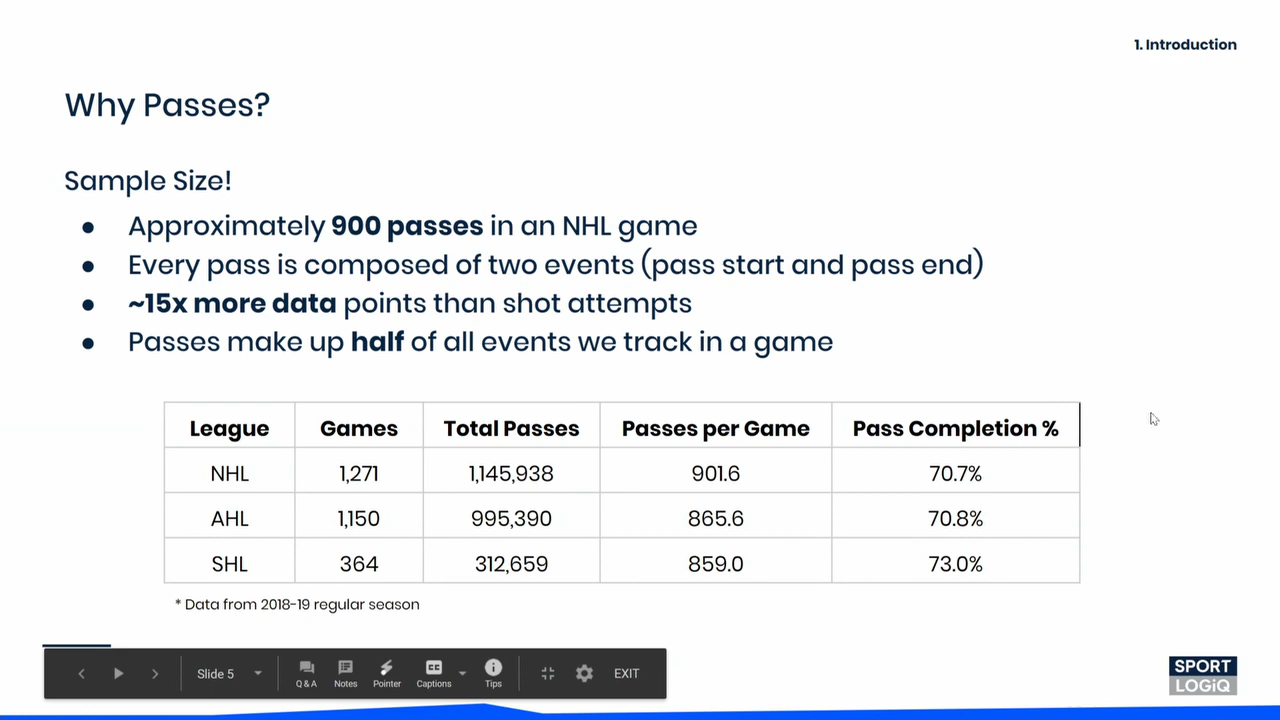 1. Introduction
Why Passes?
Sample Size!
● Approximately 900 passes in an NHL game
● Every pass is composed of two events (pass start and pass end)
● ~15x more data points than shot attempts
● Passes make up half of all events we track in a game
League Games Total Passes Passes per Game Pass Completion %
NHL 1,271 1,145,938 901.6 70.7%
AHL 1,150 995,390 865.6 70.8%
SHL 364 312,659 859.0 73.0%
* Data from 2018-19 regular season
Slide 5 Q & A Notes Pointer CC Captions Tips EXIT
SPORT
LOGiQ